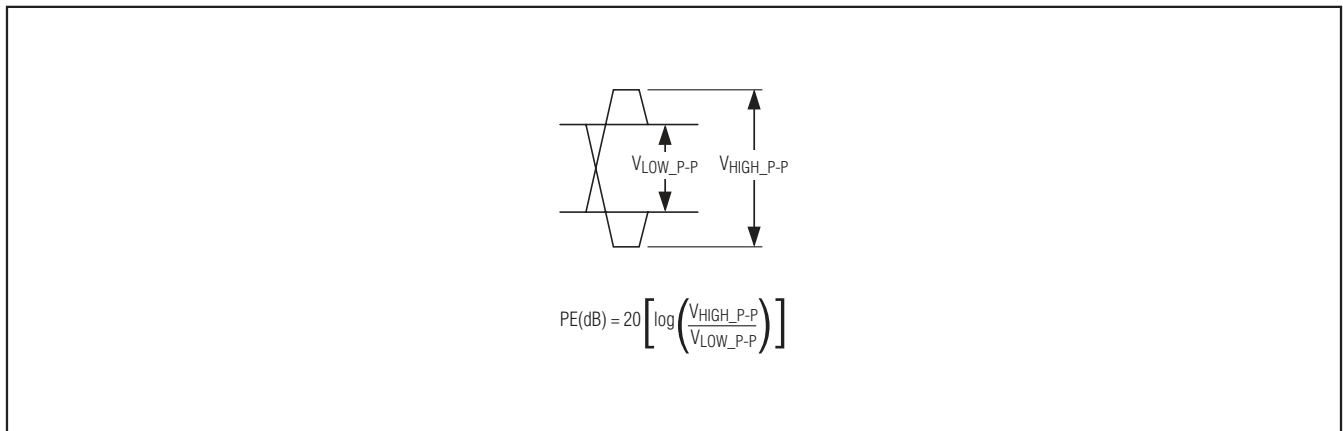 VLOW_P-P VHIGH_P-P
PE(dB) = 20 [log(VHIGH_P-P / VLOW_P-P)]